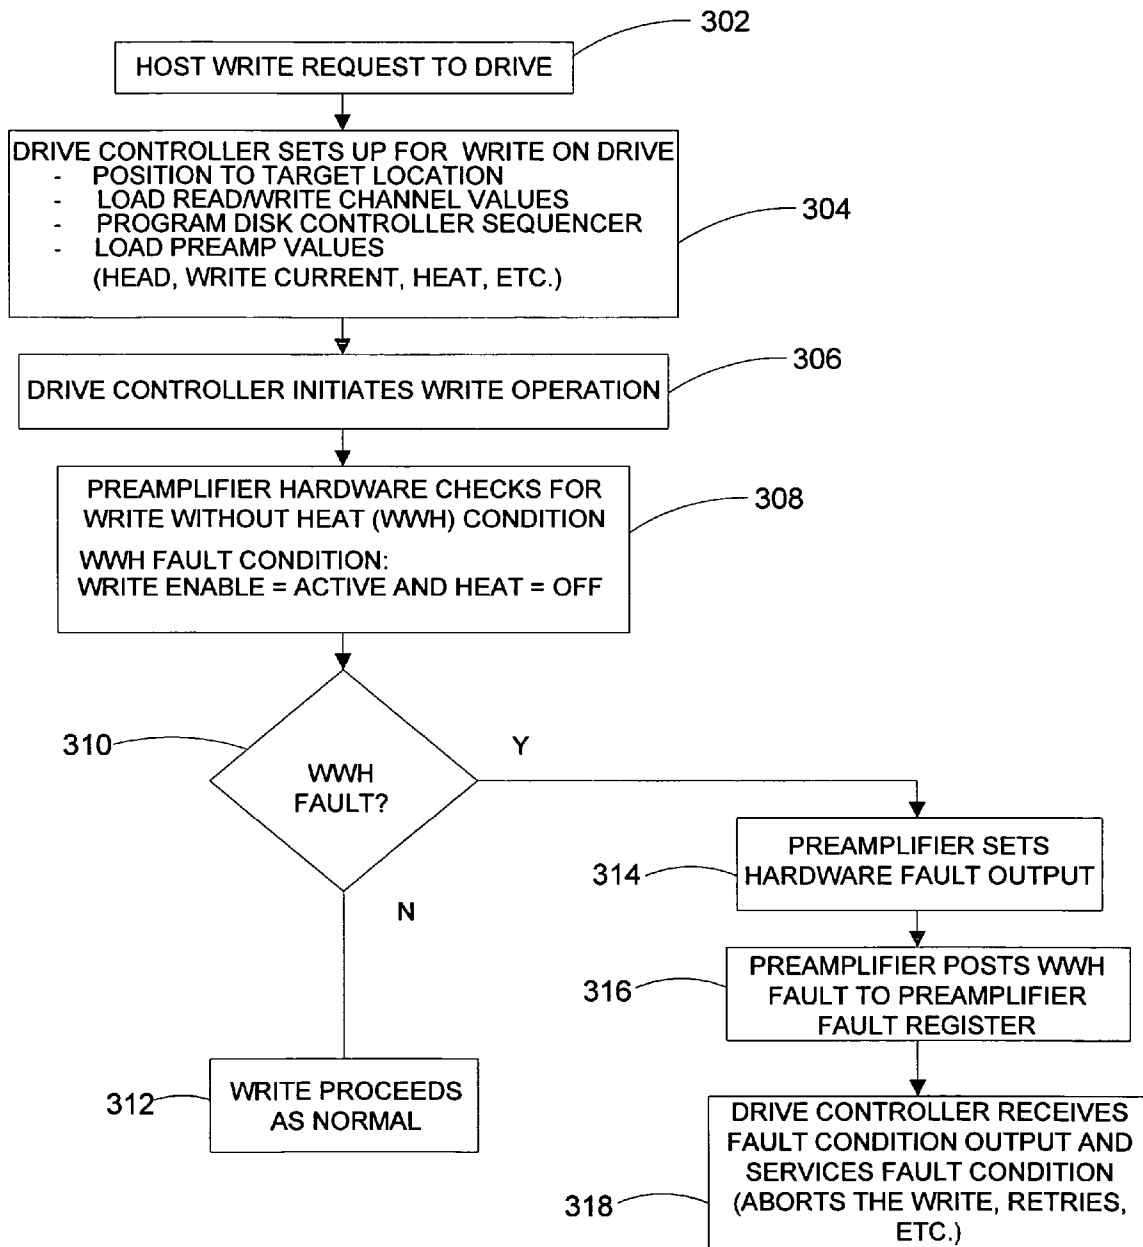 302
HOST WRITE REQUEST TO DRIVE
DRIVE CONTROLLER SETS UP FOR WRITE ON DRIVE
- POSITION TO TARGET LOCATION
- LOAD READ/WRITE CHANNEL VALUES
- PROGRAM DISK CONTROLLER SEQUENCER
- LOAD PREAMP VALUES
(HEAD, WRITE CURRENT, HEAT, ETC.)
304
306
DRIVE CONTROLLER INITIATES WRITE OPERATION
PREAMPLIFIER HARDWARE CHECKS FOR
WRITE WITHOUT HEAT (WWH) CONDITION
WWH FAULT CONDITION:
WRITE ENABLE = ACTIVE AND HEAT = OFF
308
310
WWH
FAULT?
Y
N
312
WRITE PROCEEDS
AS NORMAL
314
PREAMPLIFIER SETS
HARDWARE FAULT OUTPUT
316
PREAMPLIFIER POSTS WWH
FAULT TO PREAMPLIFIER
FAULT REGISTER
318
DRIVE CONTROLLER RECEIVES
FAULT CONDITION OUTPUT AND
SERVICES FAULT CONDITION
(ABORTS THE WRITE, RETRIES,
ETC.)